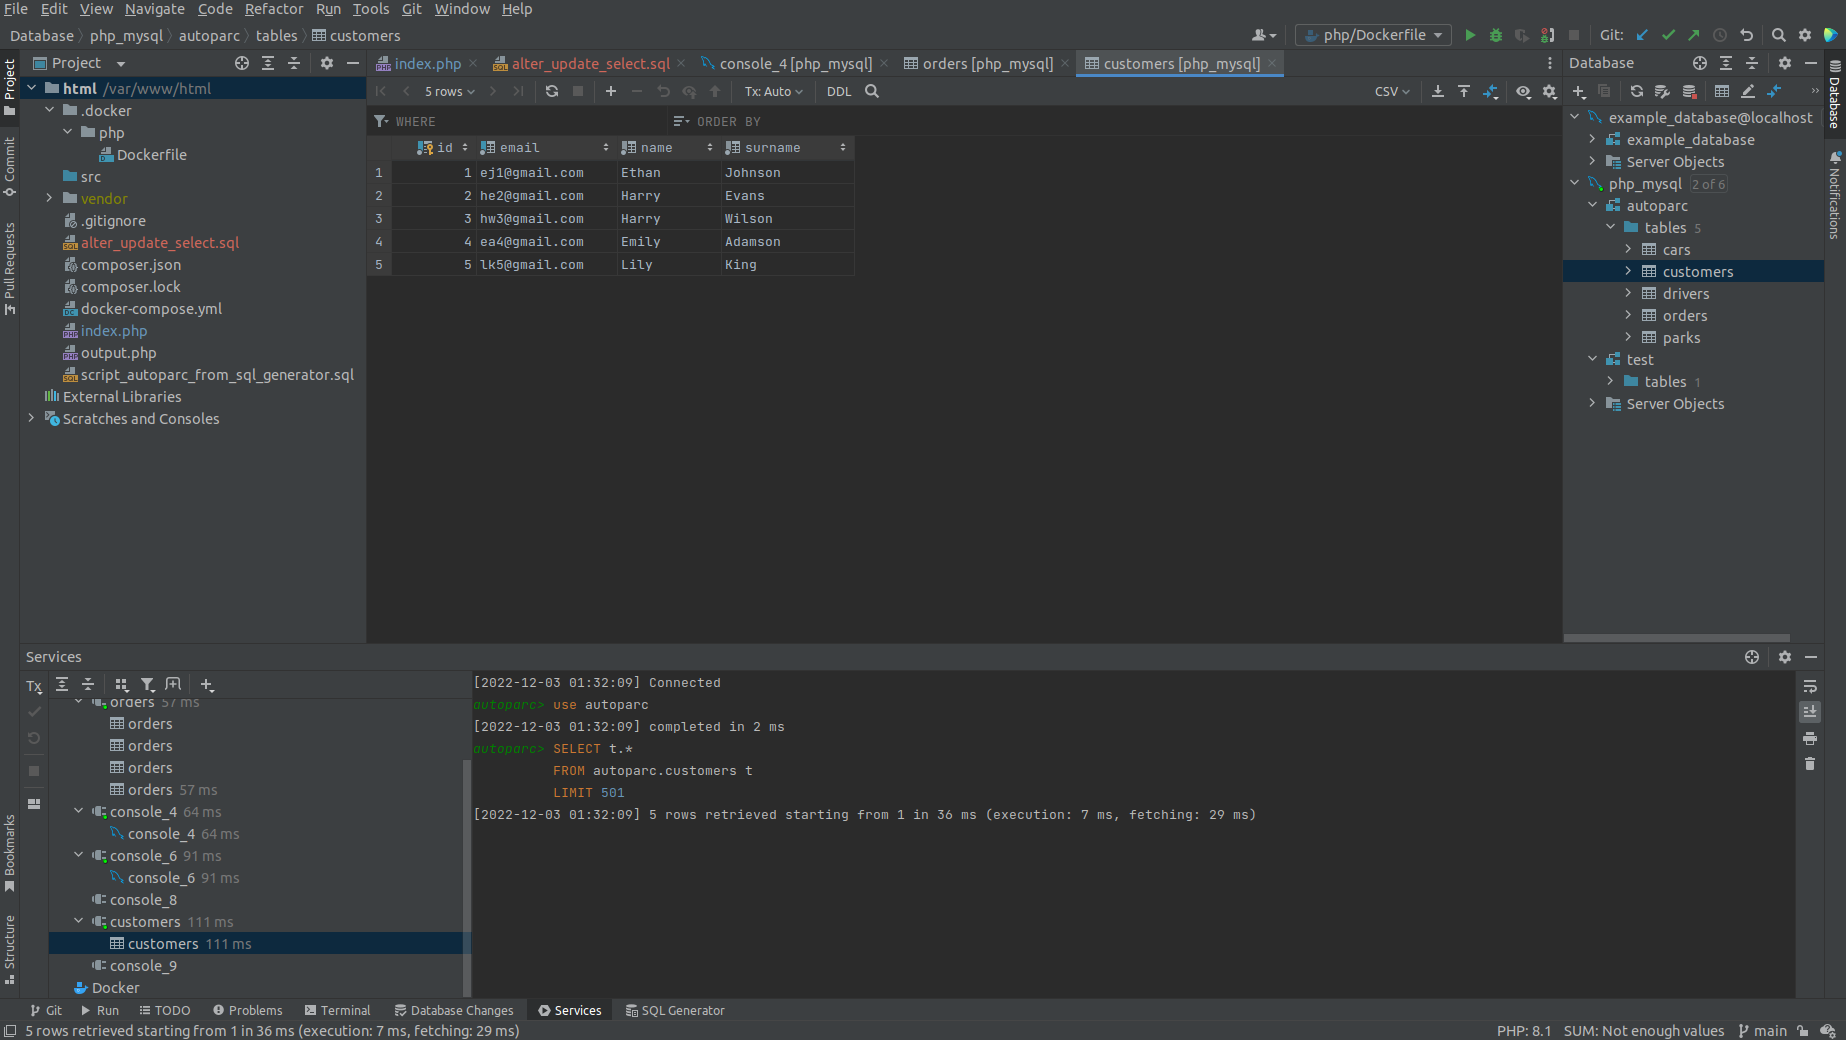 File Edit View Navigate Code Refactor Run Tools Git Window Help
Database php_mysql autoparc tables customers
php/Dockerfile Git:
Project
index.php alter_update_select.sql console_4 [php_mysql] orders [php_mysql] customers [php_mysql]
Database
5 rows Tx: Auto DDL CSV
WHERE ORDER BY
id email name surname
1 1 ej1@gmail.com Ethan Johnson
2 2 he2@gmail.com Harry Evans
3 3 hw3@gmail.com Harry Wilson
4 4 ea4@gmail.com Emily Adamson
5 5 lk5@gmail.com Lily King
html /var/www/html
.docker
php
Dockerfile
src
vendor
.gitignore
alter_update_select.sql
composer.json
composer.lock
docker-compose.yml
index.php
output.php
script_autoparc_from_sql_generator.sql
External Libraries
Scratches and Consoles
example_database@localhost
example_database
Server Objects
php_mysql 2 of 6
autoparc
tables 5
cars
customers
drivers
orders
parks
test
tables 1
Server Objects
Project
Commit
Pull Requests
Bookmarks
Structure
Database
Notifications
Services
Tx
orders 57 ms
orders
orders
orders
orders 57 ms
console_4 64 ms
console_4 64 ms
console_6 91 ms
console_6 91 ms
console_8
customers 111 ms
customers 111 ms
console_9
Docker
[2022-12-03 01:32:09] Connected
autoparc> use autoparc
[2022-12-03 01:32:09] completed in 2 ms
autoparc> SELECT t.*
FROM autoparc.customers t
LIMIT 501
[2022-12-03 01:32:09] 5 rows retrieved starting from 1 in 36 ms (execution: 7 ms, fetching: 29 ms)
Git Run TODO Problems Terminal Database Changes Services SQL Generator
5 rows retrieved starting from 1 in 36 ms (execution: 7 ms, fetching: 29 ms) PHP: 8.1 SUM: Not enough values main